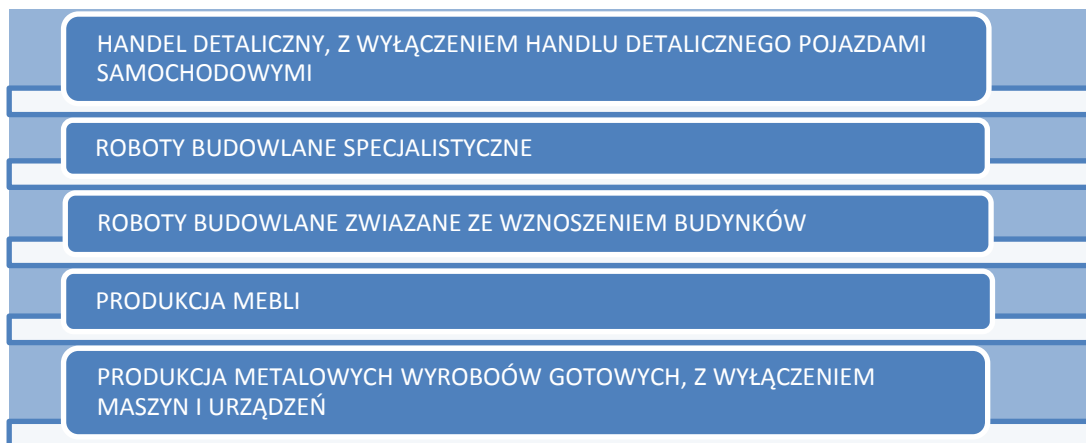 HANDEL DETALICZNY, Z WYŁĄCZENIEM HANDLU DETALICZNEGO POJAZDAMI
SAMOCHODOWYMI
ROBOTY BUDOWLANE SPECJALISTYCZNE
ROBOTY BUDOWLANE ZWIAZANE ZE WZNOSZENIEM BUDYNKÓW
PRODUKCJA MEBLI
PRODUKCJA METALOWYCH WYROBOÓW GOTOWYCH, Z WYŁĄCZENIEM
MASZYN I URZĄDZEŃ